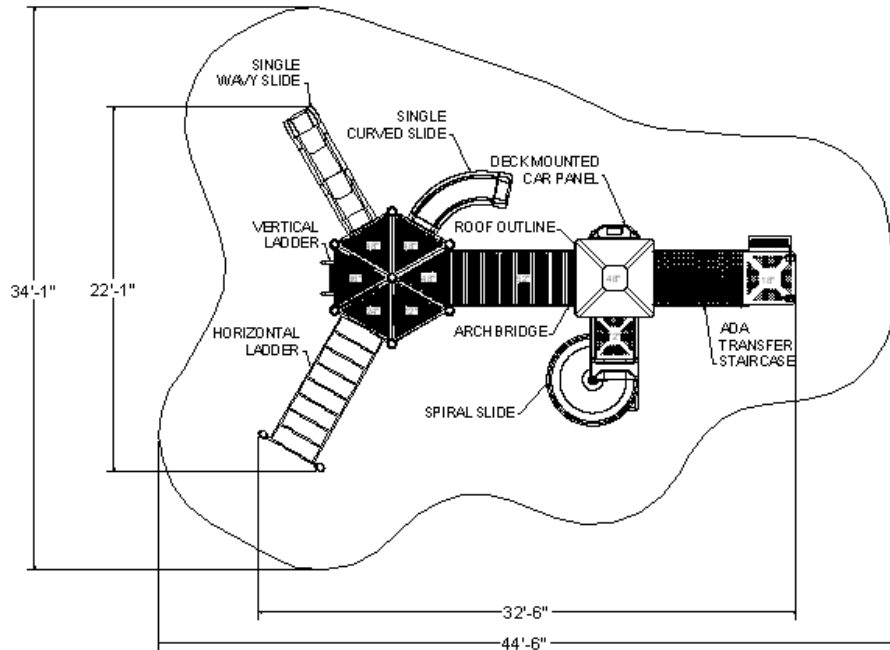 SINGLE
WAVY SLIDE
SINGLE
CURVED SLIDE
DECK MOUNTED
CAR PANEL
VERTICAL
LADDER
ROOF OUTLINE
34'-1"
22'-1"
HORIZONTAL
LADDER
ARCH BRIDGE
ADA
TRANSFER
STAIRCASE
SPIRAL SLIDE
32'-6"
44'-6"